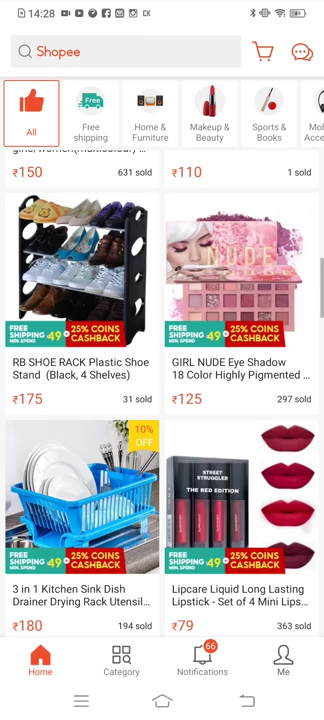 14:28
CK
Shopee
All
Free
Free
shipping
Home &
Furniture
Makeup &
Beauty
Sports &
Books
Mob
Acce
₹150
631 sold
₹110
1 sold
FREE
SHIPPING
MIN. SPEND
49
+
25% COINS
CASHBACK
RB SHOE RACK Plastic Shoe
Stand (Black, 4 Shelves)
₹175
31 sold
NUDE
FREE
SHIPPING
MIN. SPEND
49
+
25% COINS
CASHBACK
GIRL NUDE Eye Shadow
18 Color Highly Pigmented ...
₹125
297 sold
10%
OFF
FREE
SHIPPING
MIN. SPEND
49
+
25% COINS
CASHBACK
3 in 1 Kitchen Sink Dish
Drainer Drying Rack Utensil...
₹180
194 sold
STREET
STRUGGLER
THE RED EDITION
FREE
SHIPPING
MIN. SPEND
49
+
25% COINS
CASHBACK
Lipcare Liquid Long Lasting
Lipstick - Set of 4 Mini Lips...
₹79
363 sold
Home
Category
66
Notifications
Me